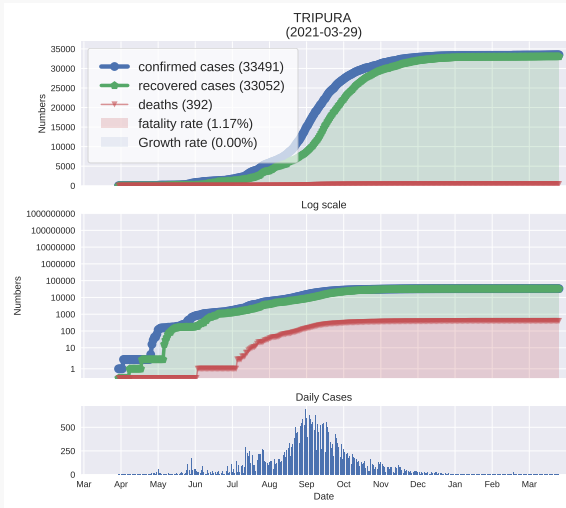 TRIPURA
(2021-03-29)
35000
30000
25000
20000
15000
10000
5000
0
Numbers
confirmed cases (33491)
recovered cases (33052)
deaths (392)
fatality rate (1.17%)
Growth rate (0.00%)
Log scale
1000000000
100000000
10000000
1000000
100000
10000
1000
100
10
1
Numbers
Daily Cases
500
250
0
Mar Apr May Jun Jul Aug Sep Oct Nov Dec Jan Feb Mar
Date